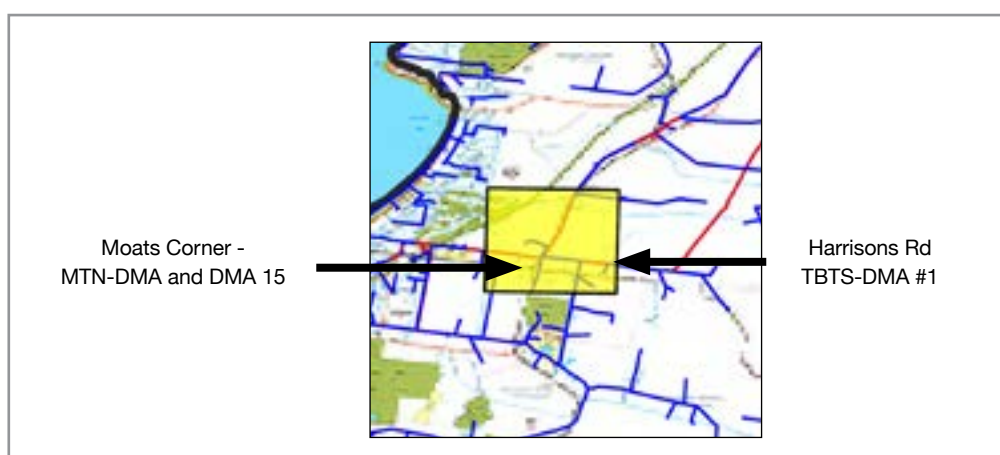 Moats Corner -
MTN-DMA and DMA 15
Harrisons Rd
TBTS-DMA #1